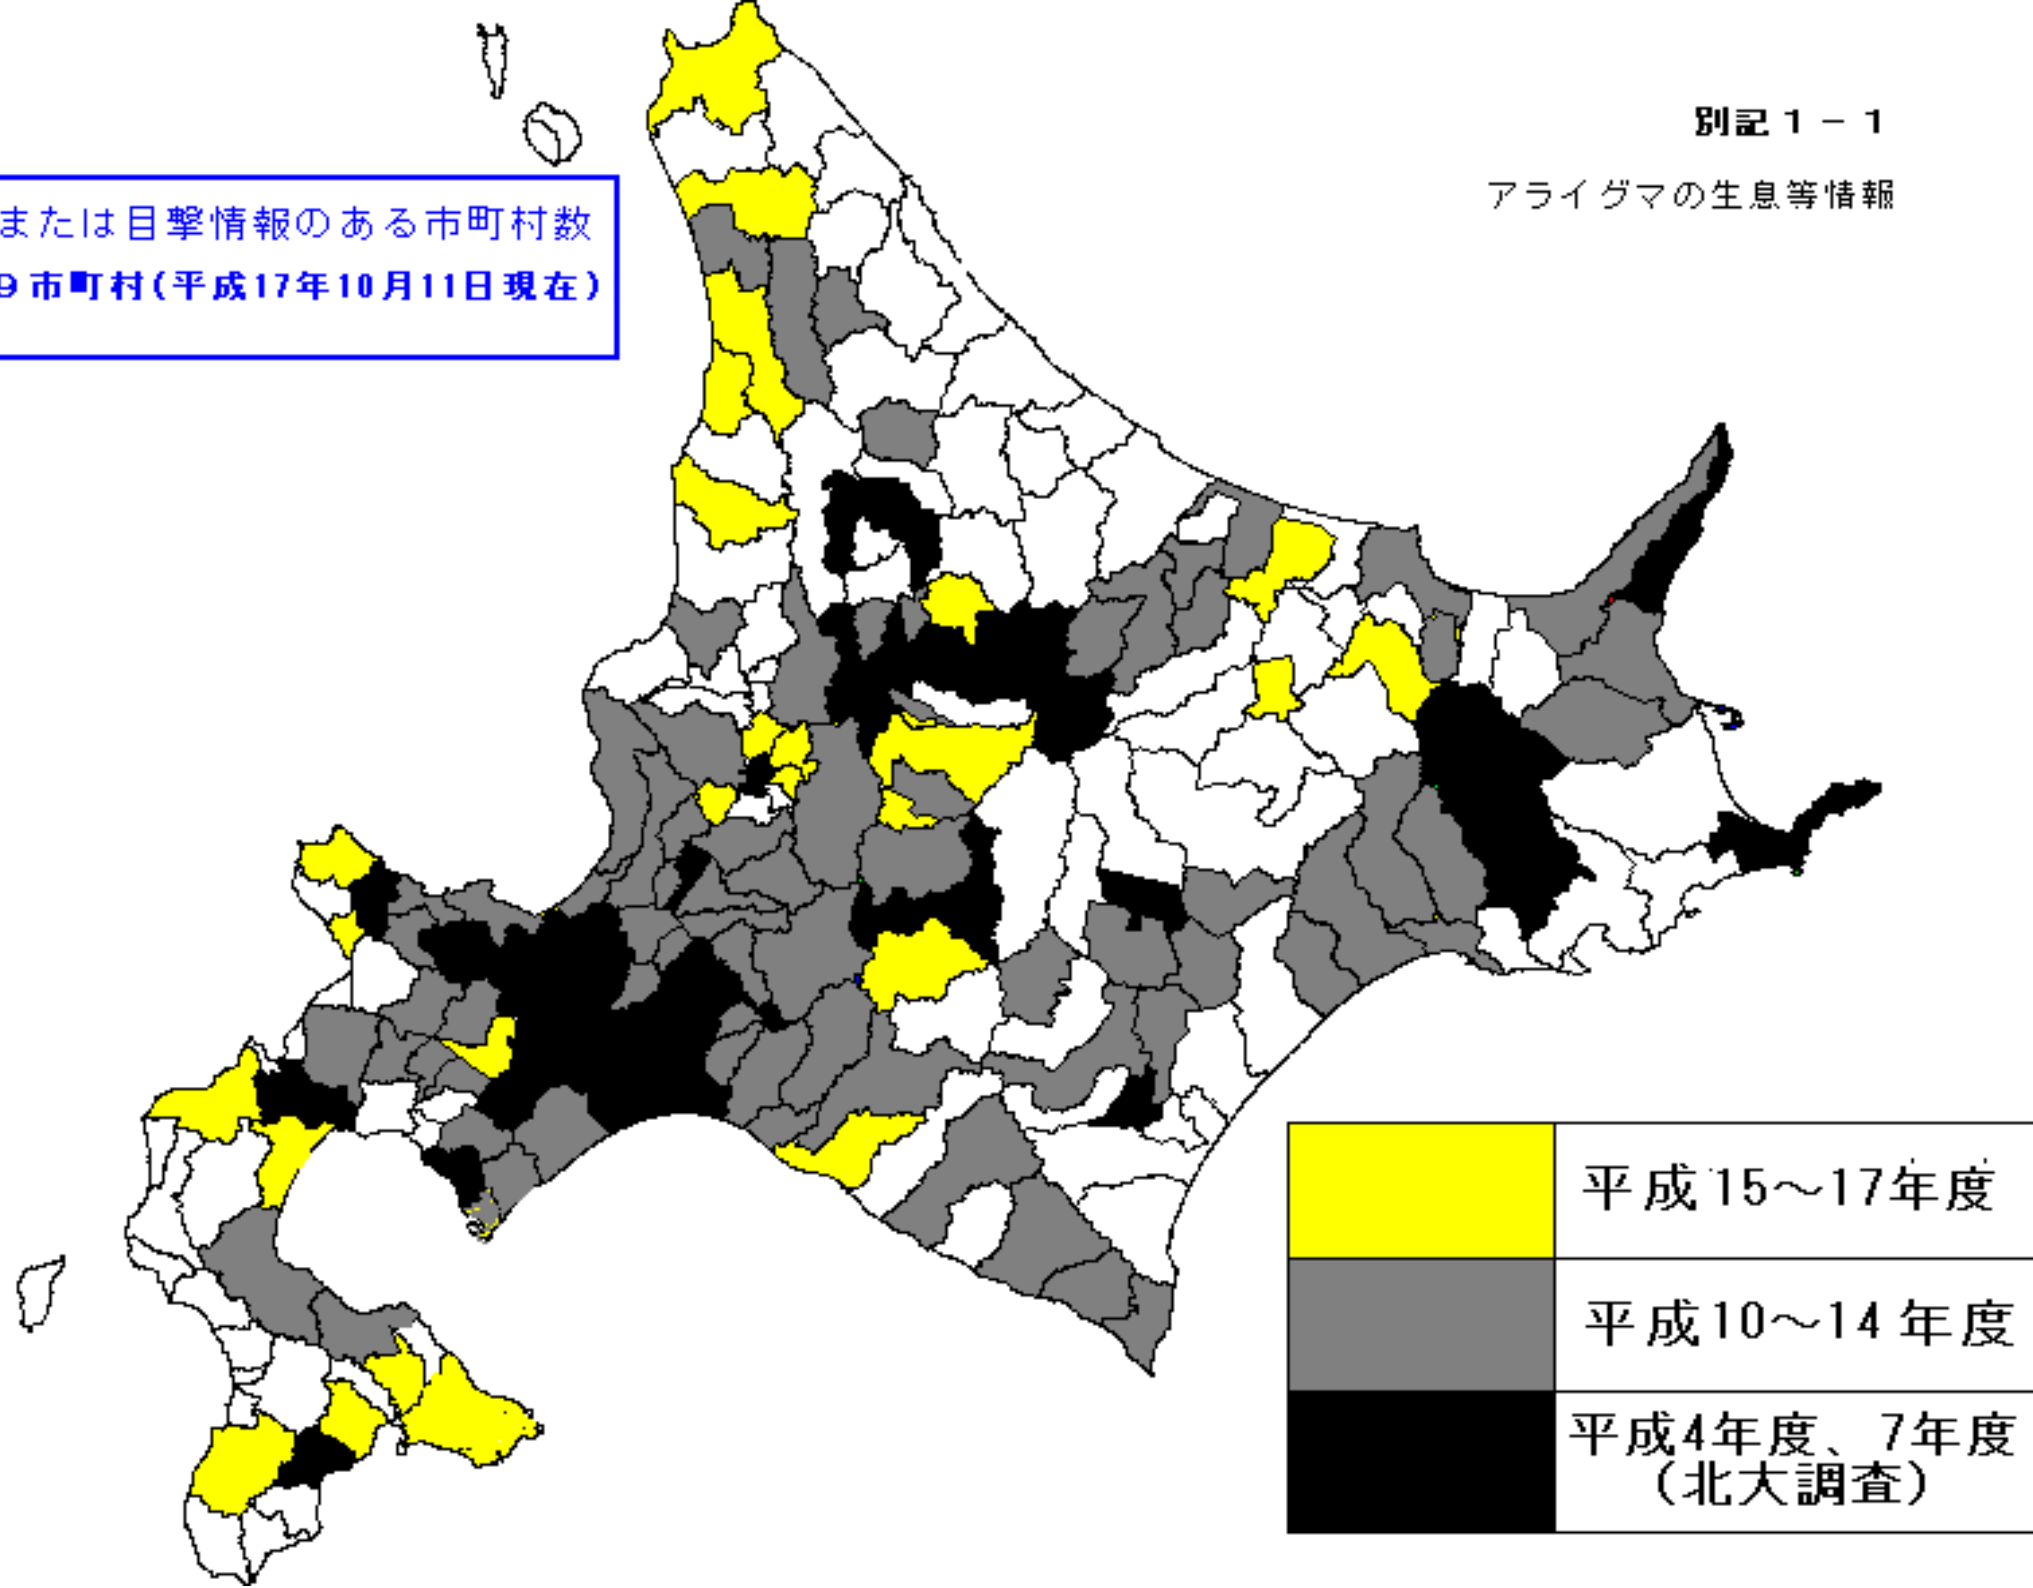 別記1－1
アライグマの生息等情報
または目撃情報のある市町村数
9市町村(平成17年10月11日現在)
平成15～17年度
平成10～14年度
平成4年度、7年度
（北大調査）